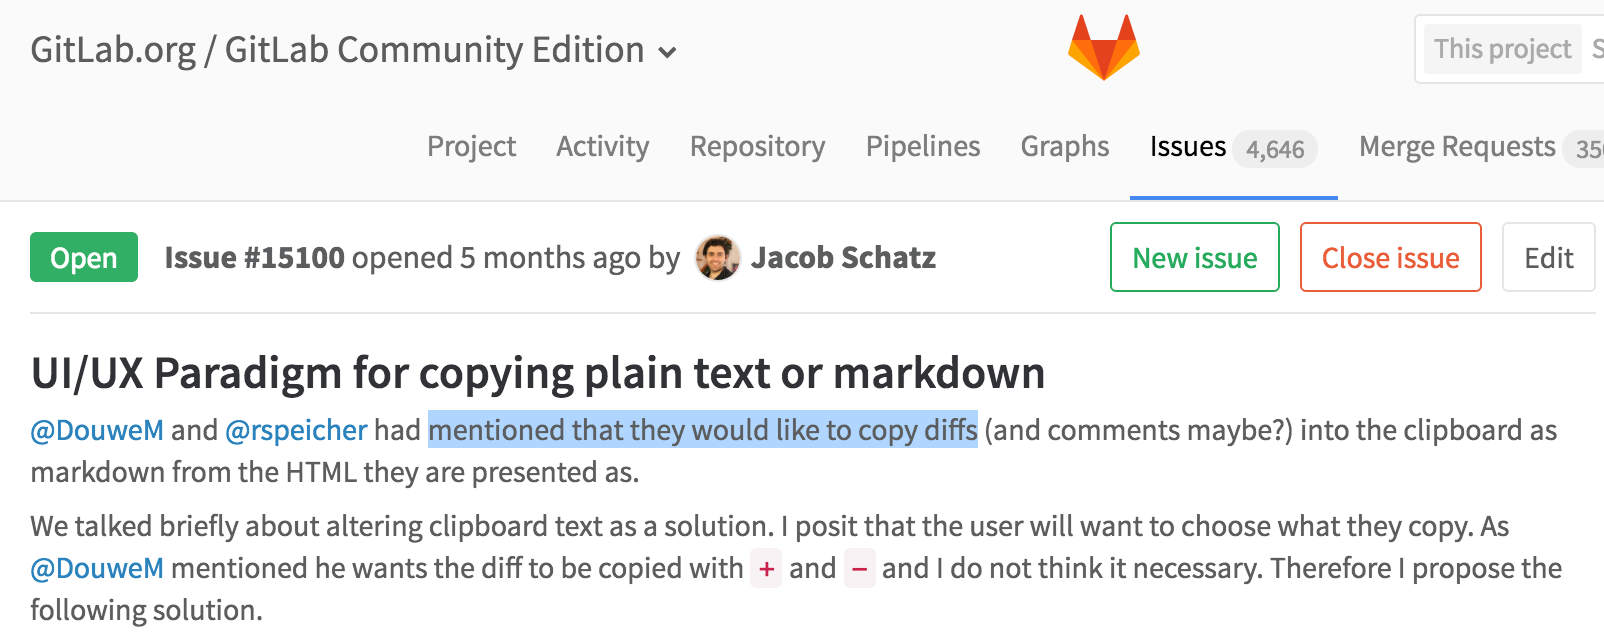 GitLab.org / GitLab Community Edition
This project
Project Activity Repository Pipelines Graphs Issues 4,646 Merge Requests
Open Issue #15100 opened 5 months ago by Jacob Schatz New issue Close issue Edit
UI/UX Paradigm for copying plain text or markdown
@DouweM and @rspeicher had mentioned that they would like to copy diffs (and comments maybe?) into the clipboard as
markdown from the HTML they are presented as.
We talked briefly about altering clipboard text as a solution. I posit that the user will want to choose what they copy. As
@DouweM mentioned he wants the diff to be copied with + and − and I do not think it necessary. Therefore I propose the
following solution.